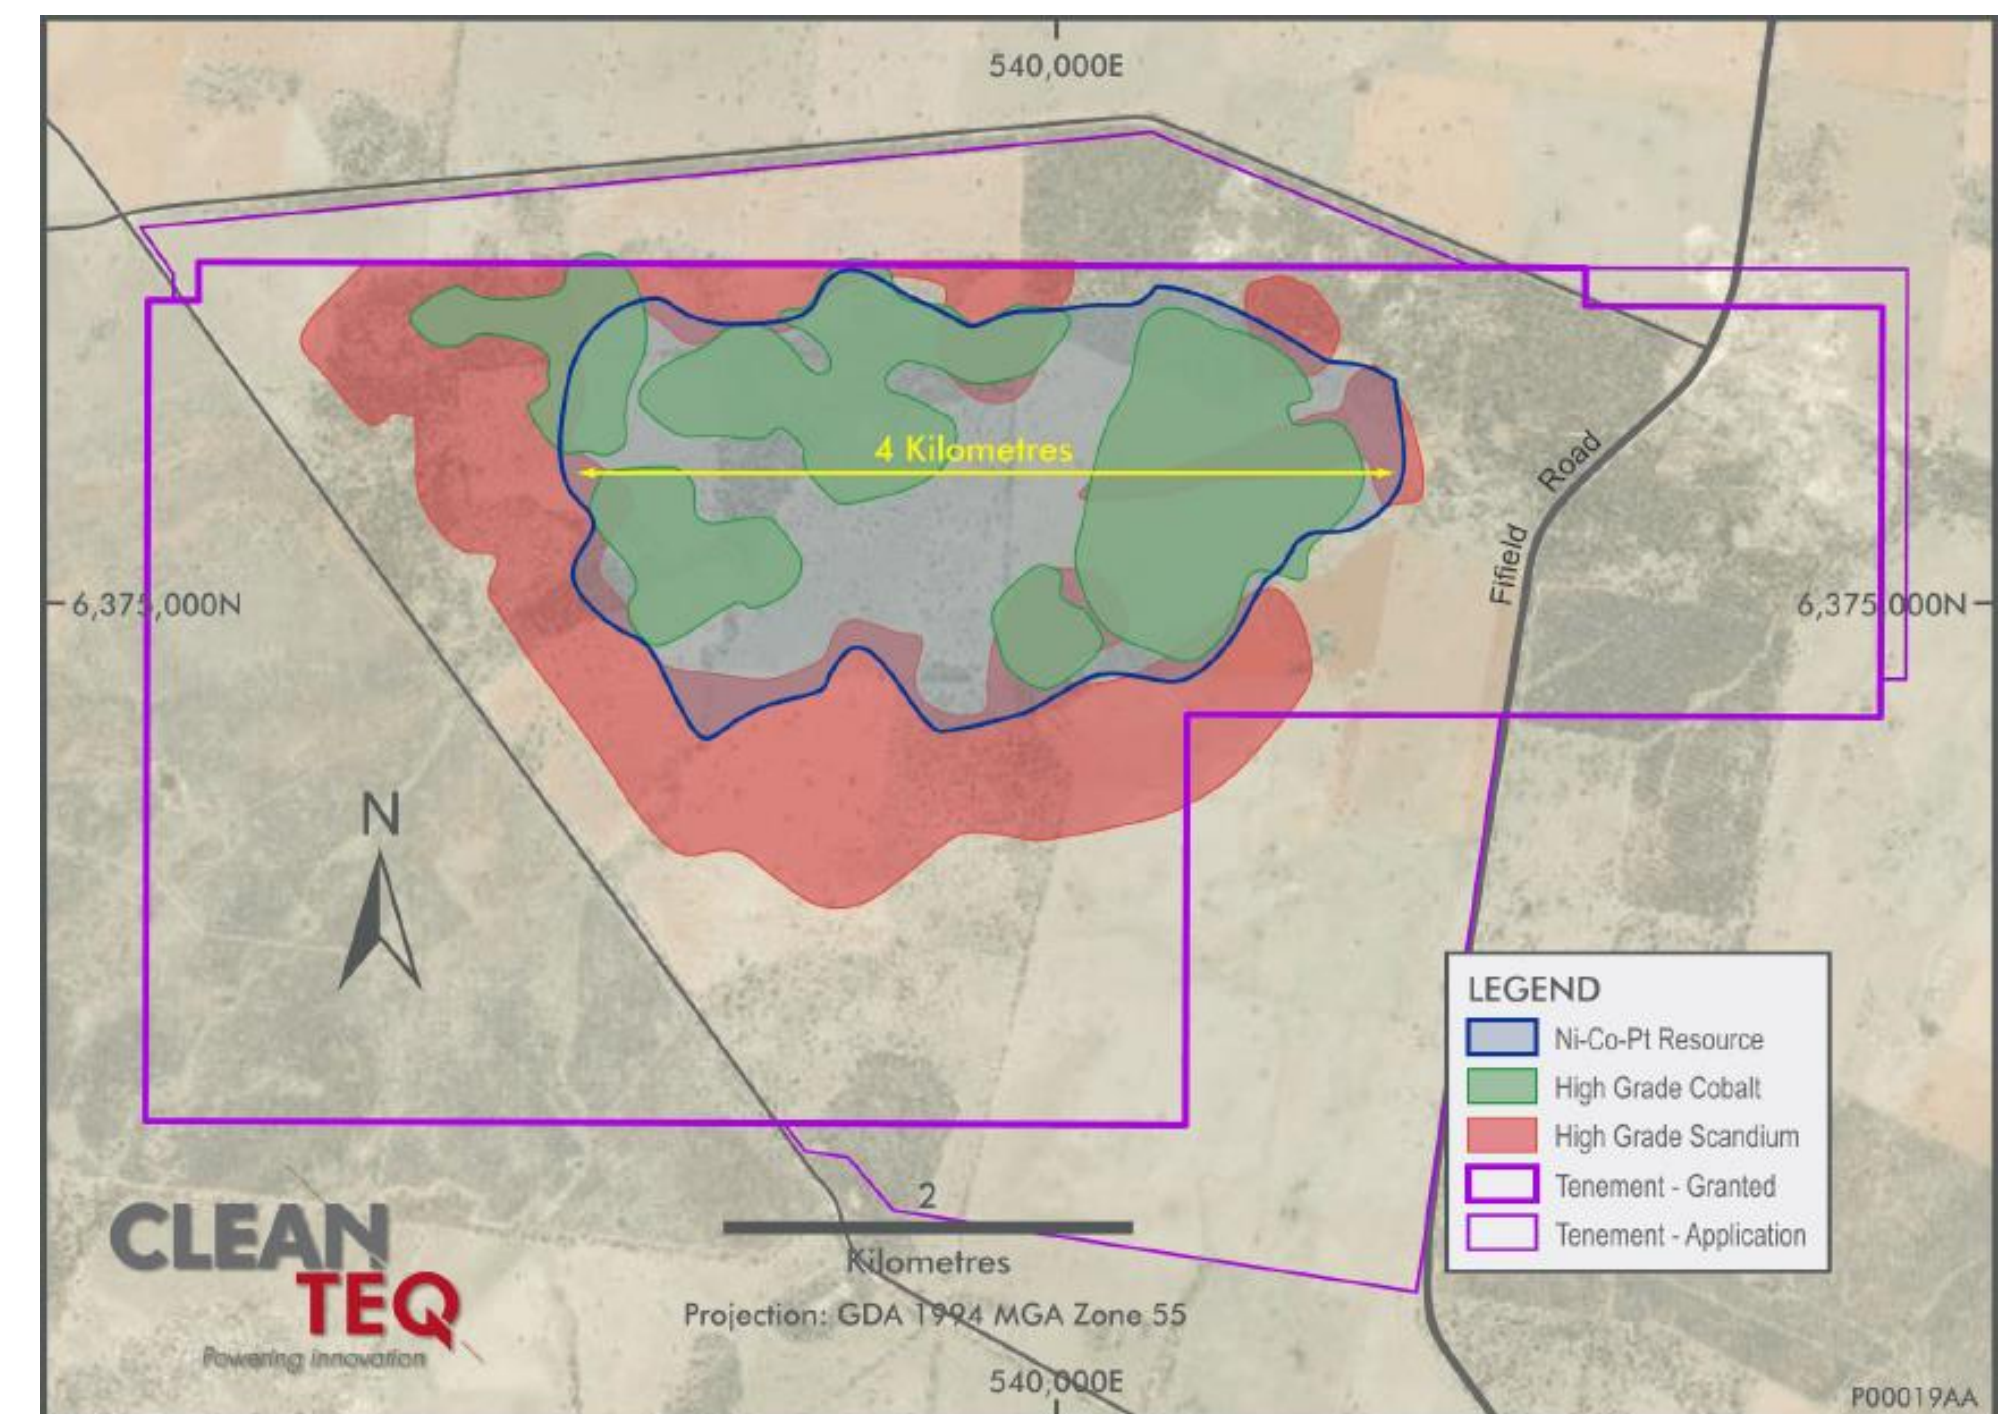 540,000E
4 Kilometres
Fifield Road
6,375,000N
6,375,000N
N
LEGEND
Ni-Co-Pt Resource
High Grade Cobalt
High Grade Scandium
Tenement - Granted
Tenement - Application
2
Kilometres
Projection: GDA 1994 MGA Zone 55
CLEAN
TEQ
Powering innovation
540,000E
P00019AA